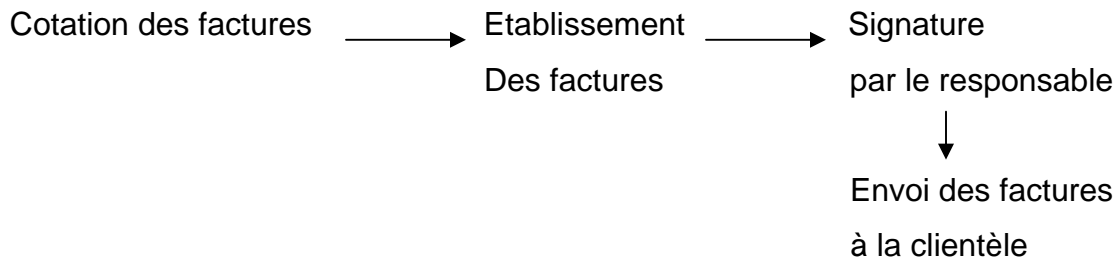 Cotation des factures
Etablissement
Des factures
Signature
par le responsable
Envoi des factures
à la clientèle